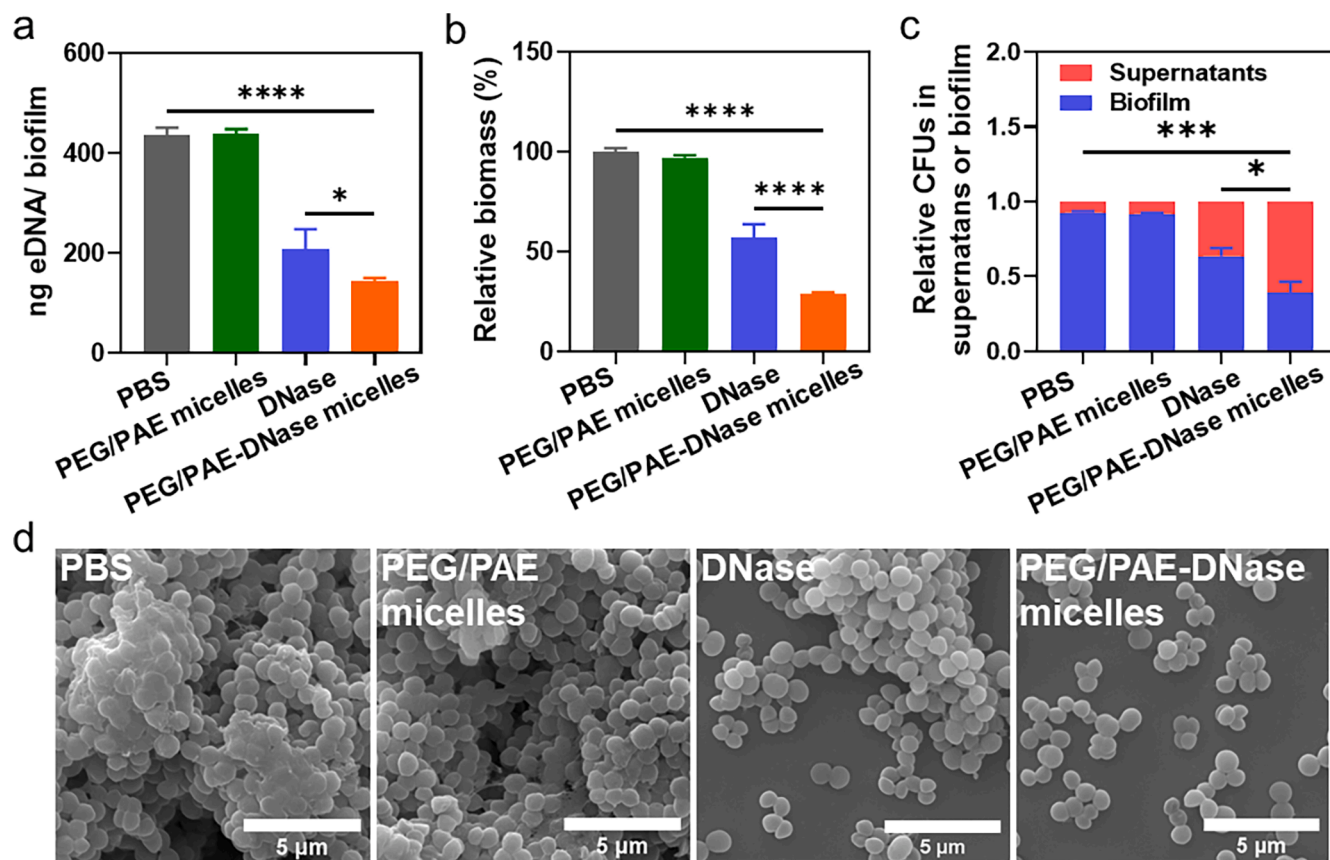 a
ng eDNA/ biofilm
600
400
200
0
****
*
PBS
PEG/PAE micelles
DNase
PEG/PAE-DNase micelles
b
Relative biomass (%)
150
100
50
0
****
****
PBS
PEG/PAE micelles
DNase
PEG/PAE-DNase micelles
c
Relative CFUs in
supernatans or biofilm
2.0
1.5
1.0
0.5
0.0
Supernatants
Biofilm
***
*
PBS
PEG/PAE micelles
DNase
PEG/PAE-DNase micelles
d
PBS
5 µm
PEG/PAE
micelles
5 µm
DNase
5 µm
PEG/PAE-DNase
micelles
5 µm